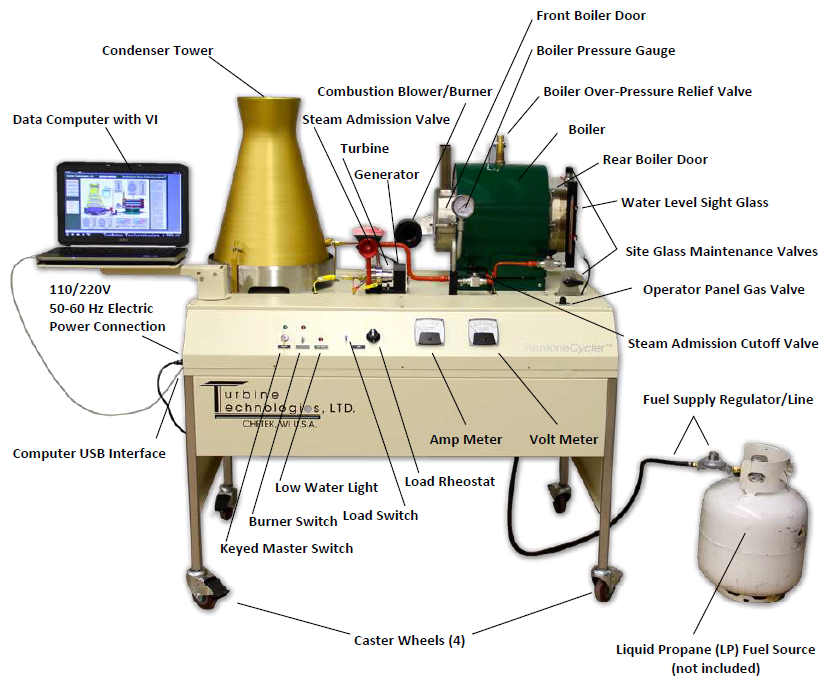 Front Boiler Door
Condenser Tower
Boiler Pressure Gauge
Combustion Blower/Burner
Boiler Over-Pressure Relief Valve
Steam Admission Valve
Data Computer with VI
Boiler
Turbine
Rear Boiler Door
Generator
Water Level Sight Glass
Site Glass Maintenance Valves
110/220V
50-60 Hz Electric
Power Connection
Operator Panel Gas Valve
Steam Admission Cutoff Valve
RankineCycler™
Turbine
Technologies, LTD.
CHETEK, WI U.S.A.
Fuel Supply Regulator/Line
Amp Meter
Volt Meter
Computer USB Interface
Load Rheostat
Low Water Light
Load Switch
Burner Switch
Keyed Master Switch
Caster Wheels (4)
Liquid Propane (LP) Fuel Source
(not included)